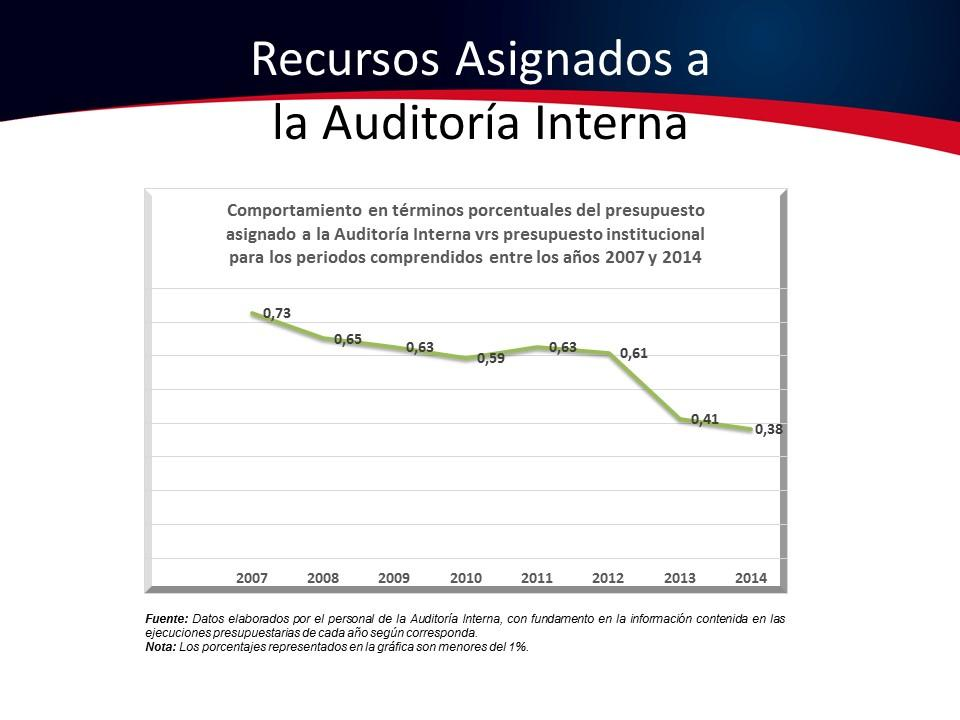 Recursos Asignados a
la Auditoría Interna
Comportamiento en términos porcentuales del presupuesto
asignado a la Auditoría Interna vrs presupuesto institucional
para los periodos comprendidos entre los años 2007 y 2014
0,73
0,65
0,63
0,59
0,63
0,61
0,41
0,38
2007 2008 2009 2010 2011 2012 2013 2014
Fuente: Datos elaborados por el personal de la Auditoría Interna, con fundamento en la información contenida en las
ejecuciones presupuestarias de cada año según corresponda.
Nota: Los porcentajes representados en la gráfica son menores del 1%.